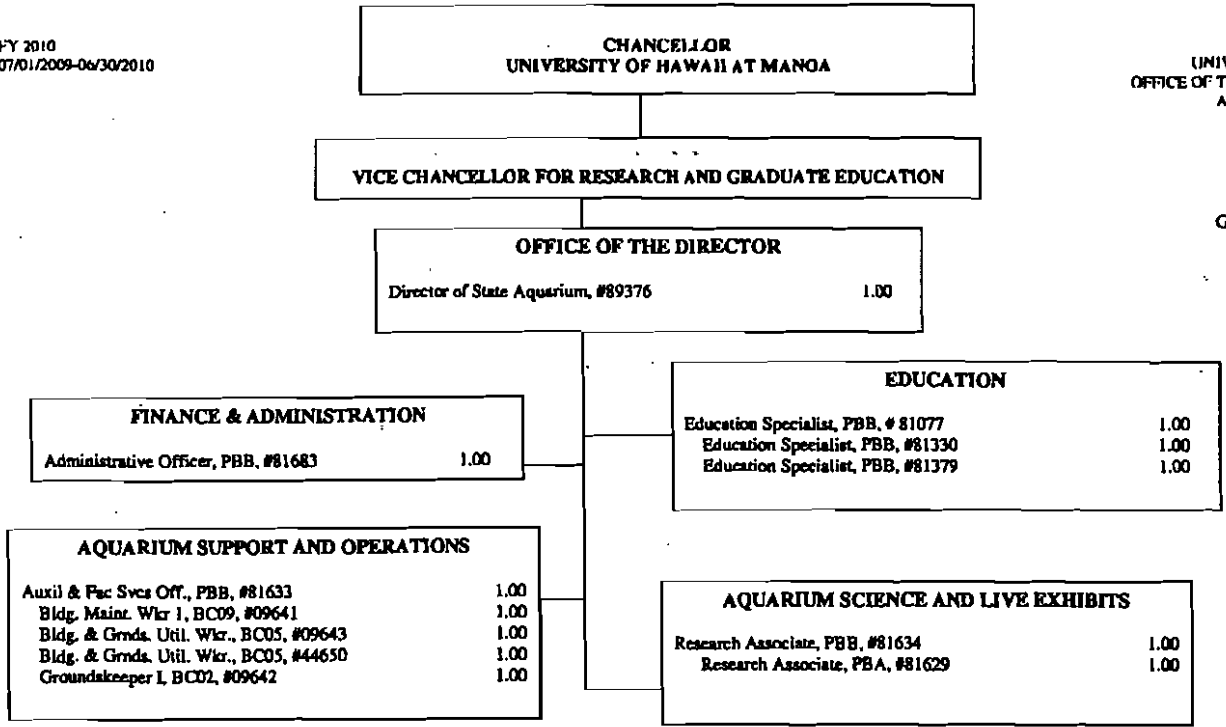 FY 2010
07/01/2009-06/30/2010
CHANCELLOR
UNIVERSITY OF HAWAII AT MANOA
OFFICE OF
VICE CHANCELLOR FOR RESEARCH AND GRADUATE EDUCATION
OFFICE OF THE DIRECTOR
Director of State Aquarium, #89376 1.00
FINANCE & ADMINISTRATION
Administrative Officer, PBB, #81683 1.00
EDUCATION
Education Specialist, PBB, # 81077 1.00
Education Specialist, PBB, #81330 1.00
Education Specialist, PBB, #81379 1.00
AQUARIUM SUPPORT AND OPERATIONS
Auxil & Fac Svcs Off., PBB, #81633 1.00
Bldg. Maint. Wkr I, BC09, #09641 1.00
Bldg. & Grnds. Util. Wkr., BC05, #09643 1.00
Bldg. & Grnds. Util. Wkr., BC05, #44650 1.00
Groundskeeper I, BC02, #09642 1.00
AQUARIUM SCIENCE AND LIVE EXHIBITS
Research Associate, PBB, #81634 1.00
Research Associate, PBA, #81629 1.00